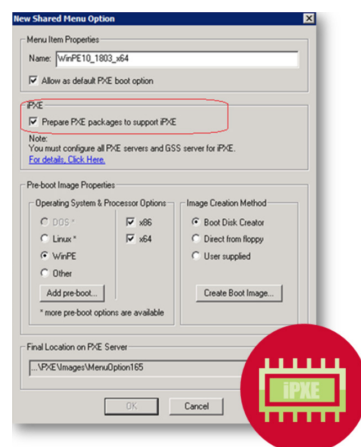 New Shared Menu Option
Menu Item Properties
Name: WinPE10_1803_x64
Allow as default PXE boot option
iPXE
Prepare PXE packages to support iPXE
Note:
You must configure all PXE servers and GSS server for iPXE.
For details, Click Here.
Pre-boot Image Properties
Operating System & Processor Options
Image Creation Method
DOS *
x86
Boot Disk Creator
Linux *
x64
Direct from floppy
WinPE
User supplied
Other
Add pre-boot...
Create Boot Image...
* more pre-boot options are available
Final Location on PXE Server
...\PXE\Images\MenuOption165
OK
Cancel
iPXE